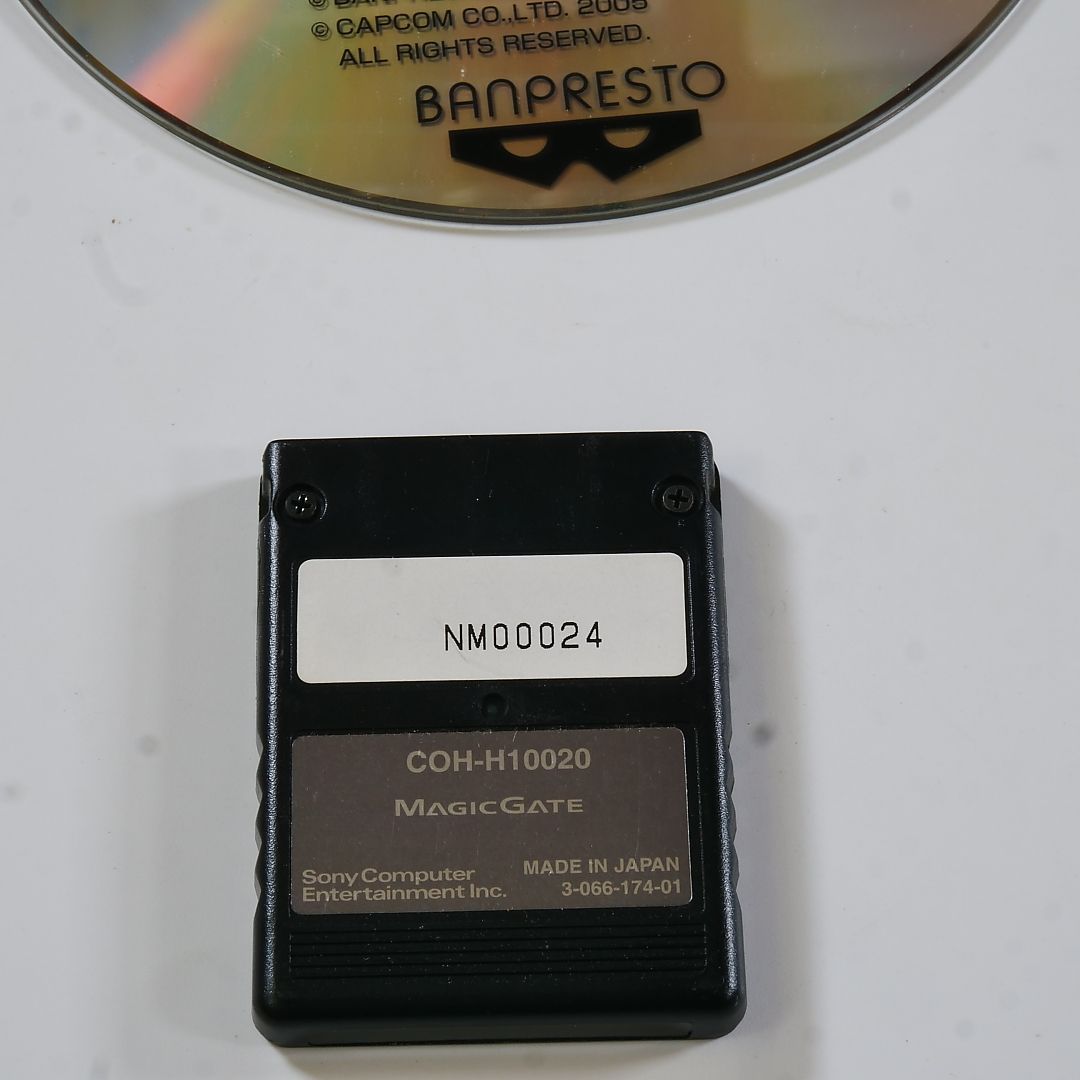 © BANPRE
© CAPCOM CO.,LTD. 2005
ALL RIGHTS RESERVED.
BANPRESTO
NM00024
COH-H10020
MAGICGATE
Sony Computer
Entertainment Inc.
MADE IN JAPAN
3-066-174-01